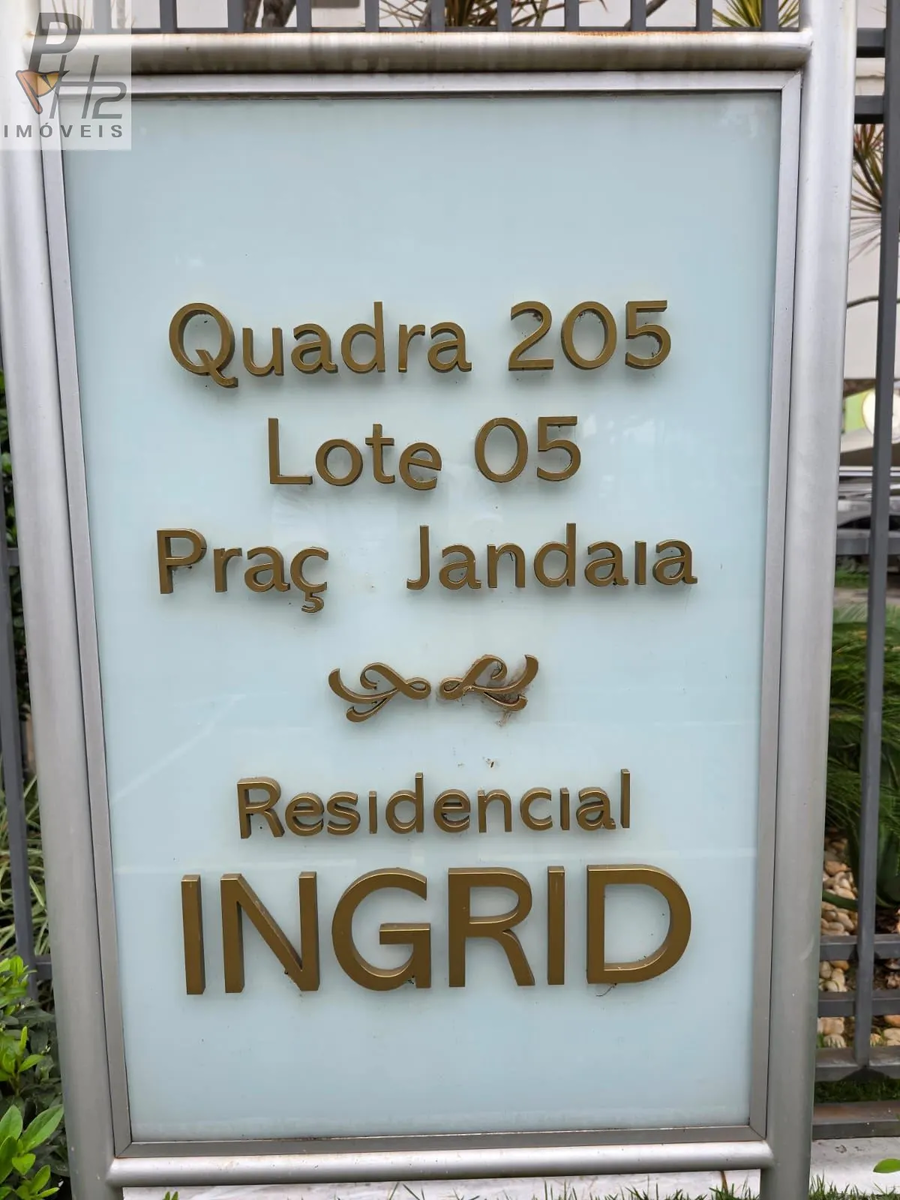 PH2
IMÓVEIS
Quadra 205
Lote 05
Praç Jandaia
Residencial
INGRID